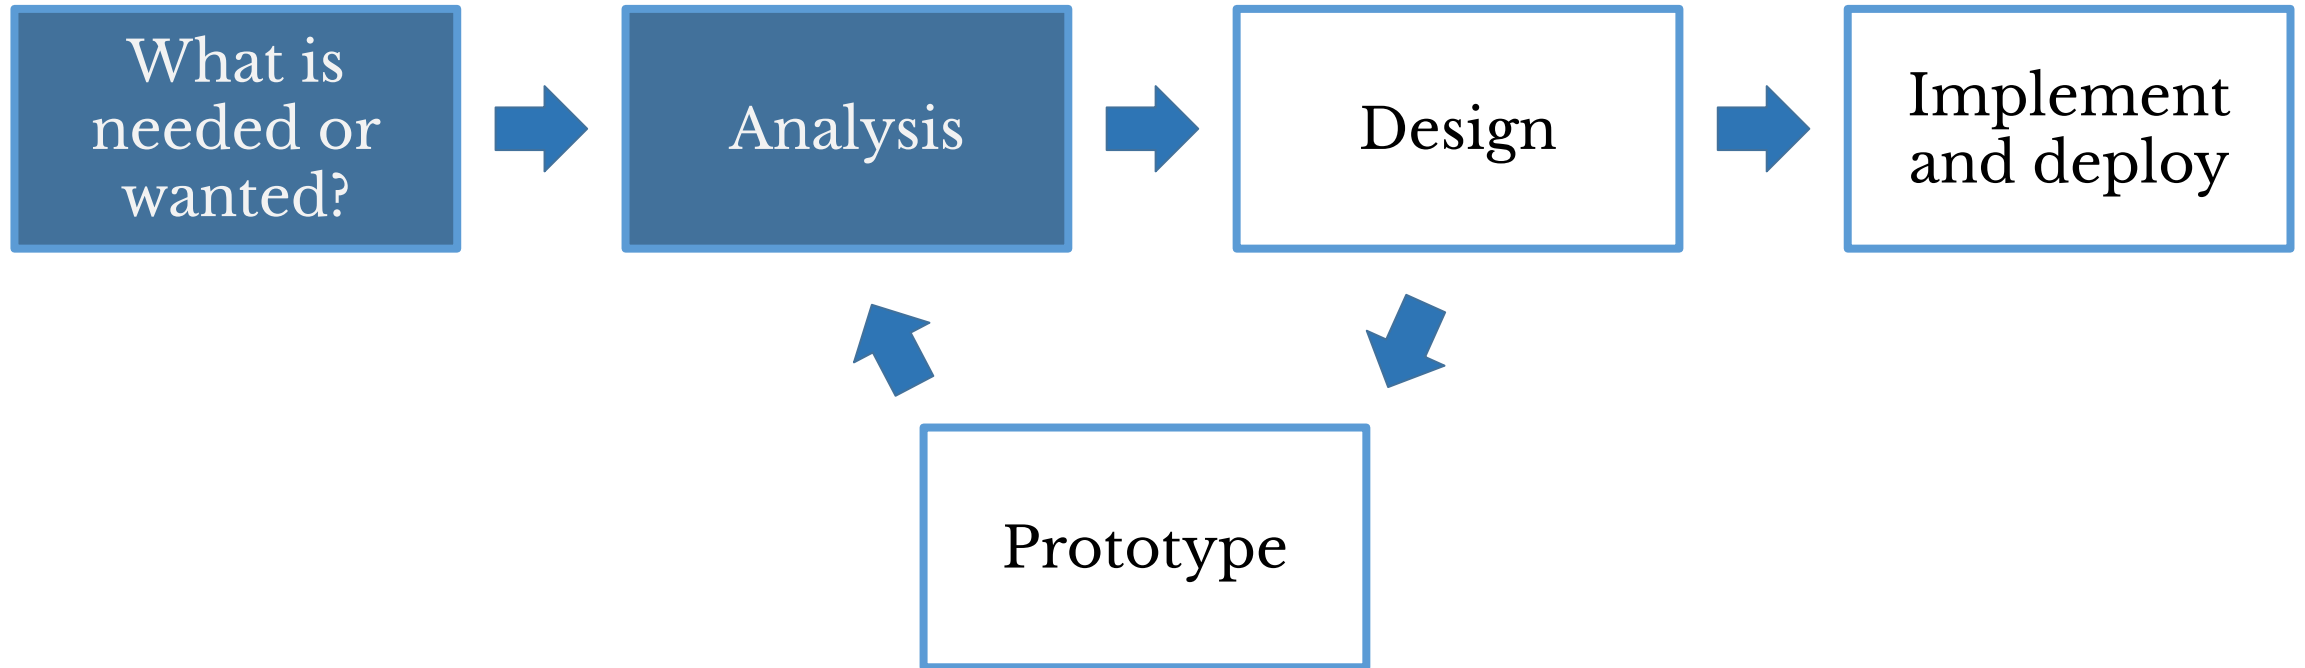 What is
needed or
wanted?
Analysis
Design
Implement
and deploy
Prototype